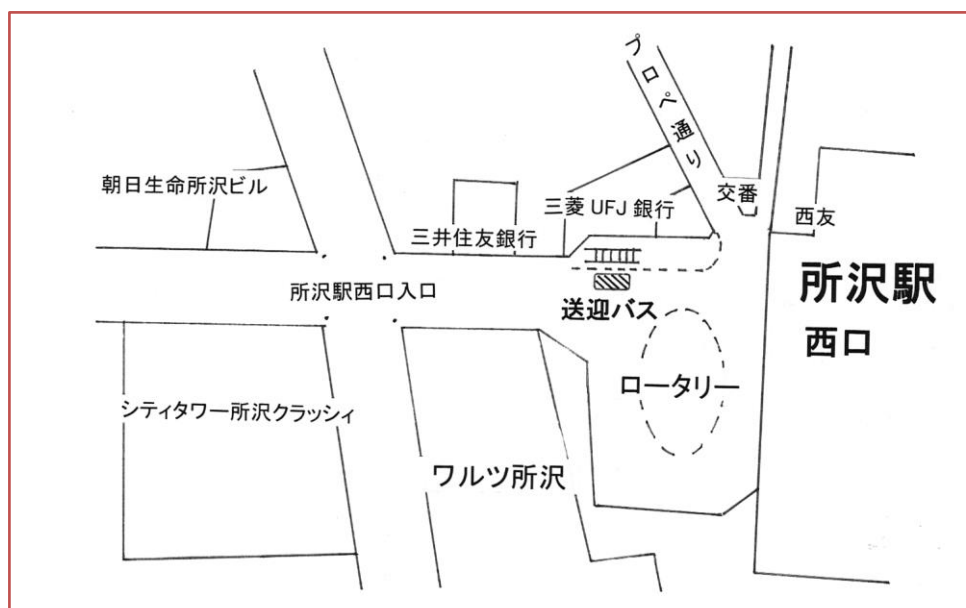 プロペ通り
朝日生命所沢ビル
三井住友銀行
三菱UFJ銀行
交番
西友
所沢駅西口入口
送迎バス
所沢駅
西口
ロータリー
シティタワー所沢クラッシィ
ワルツ所沢